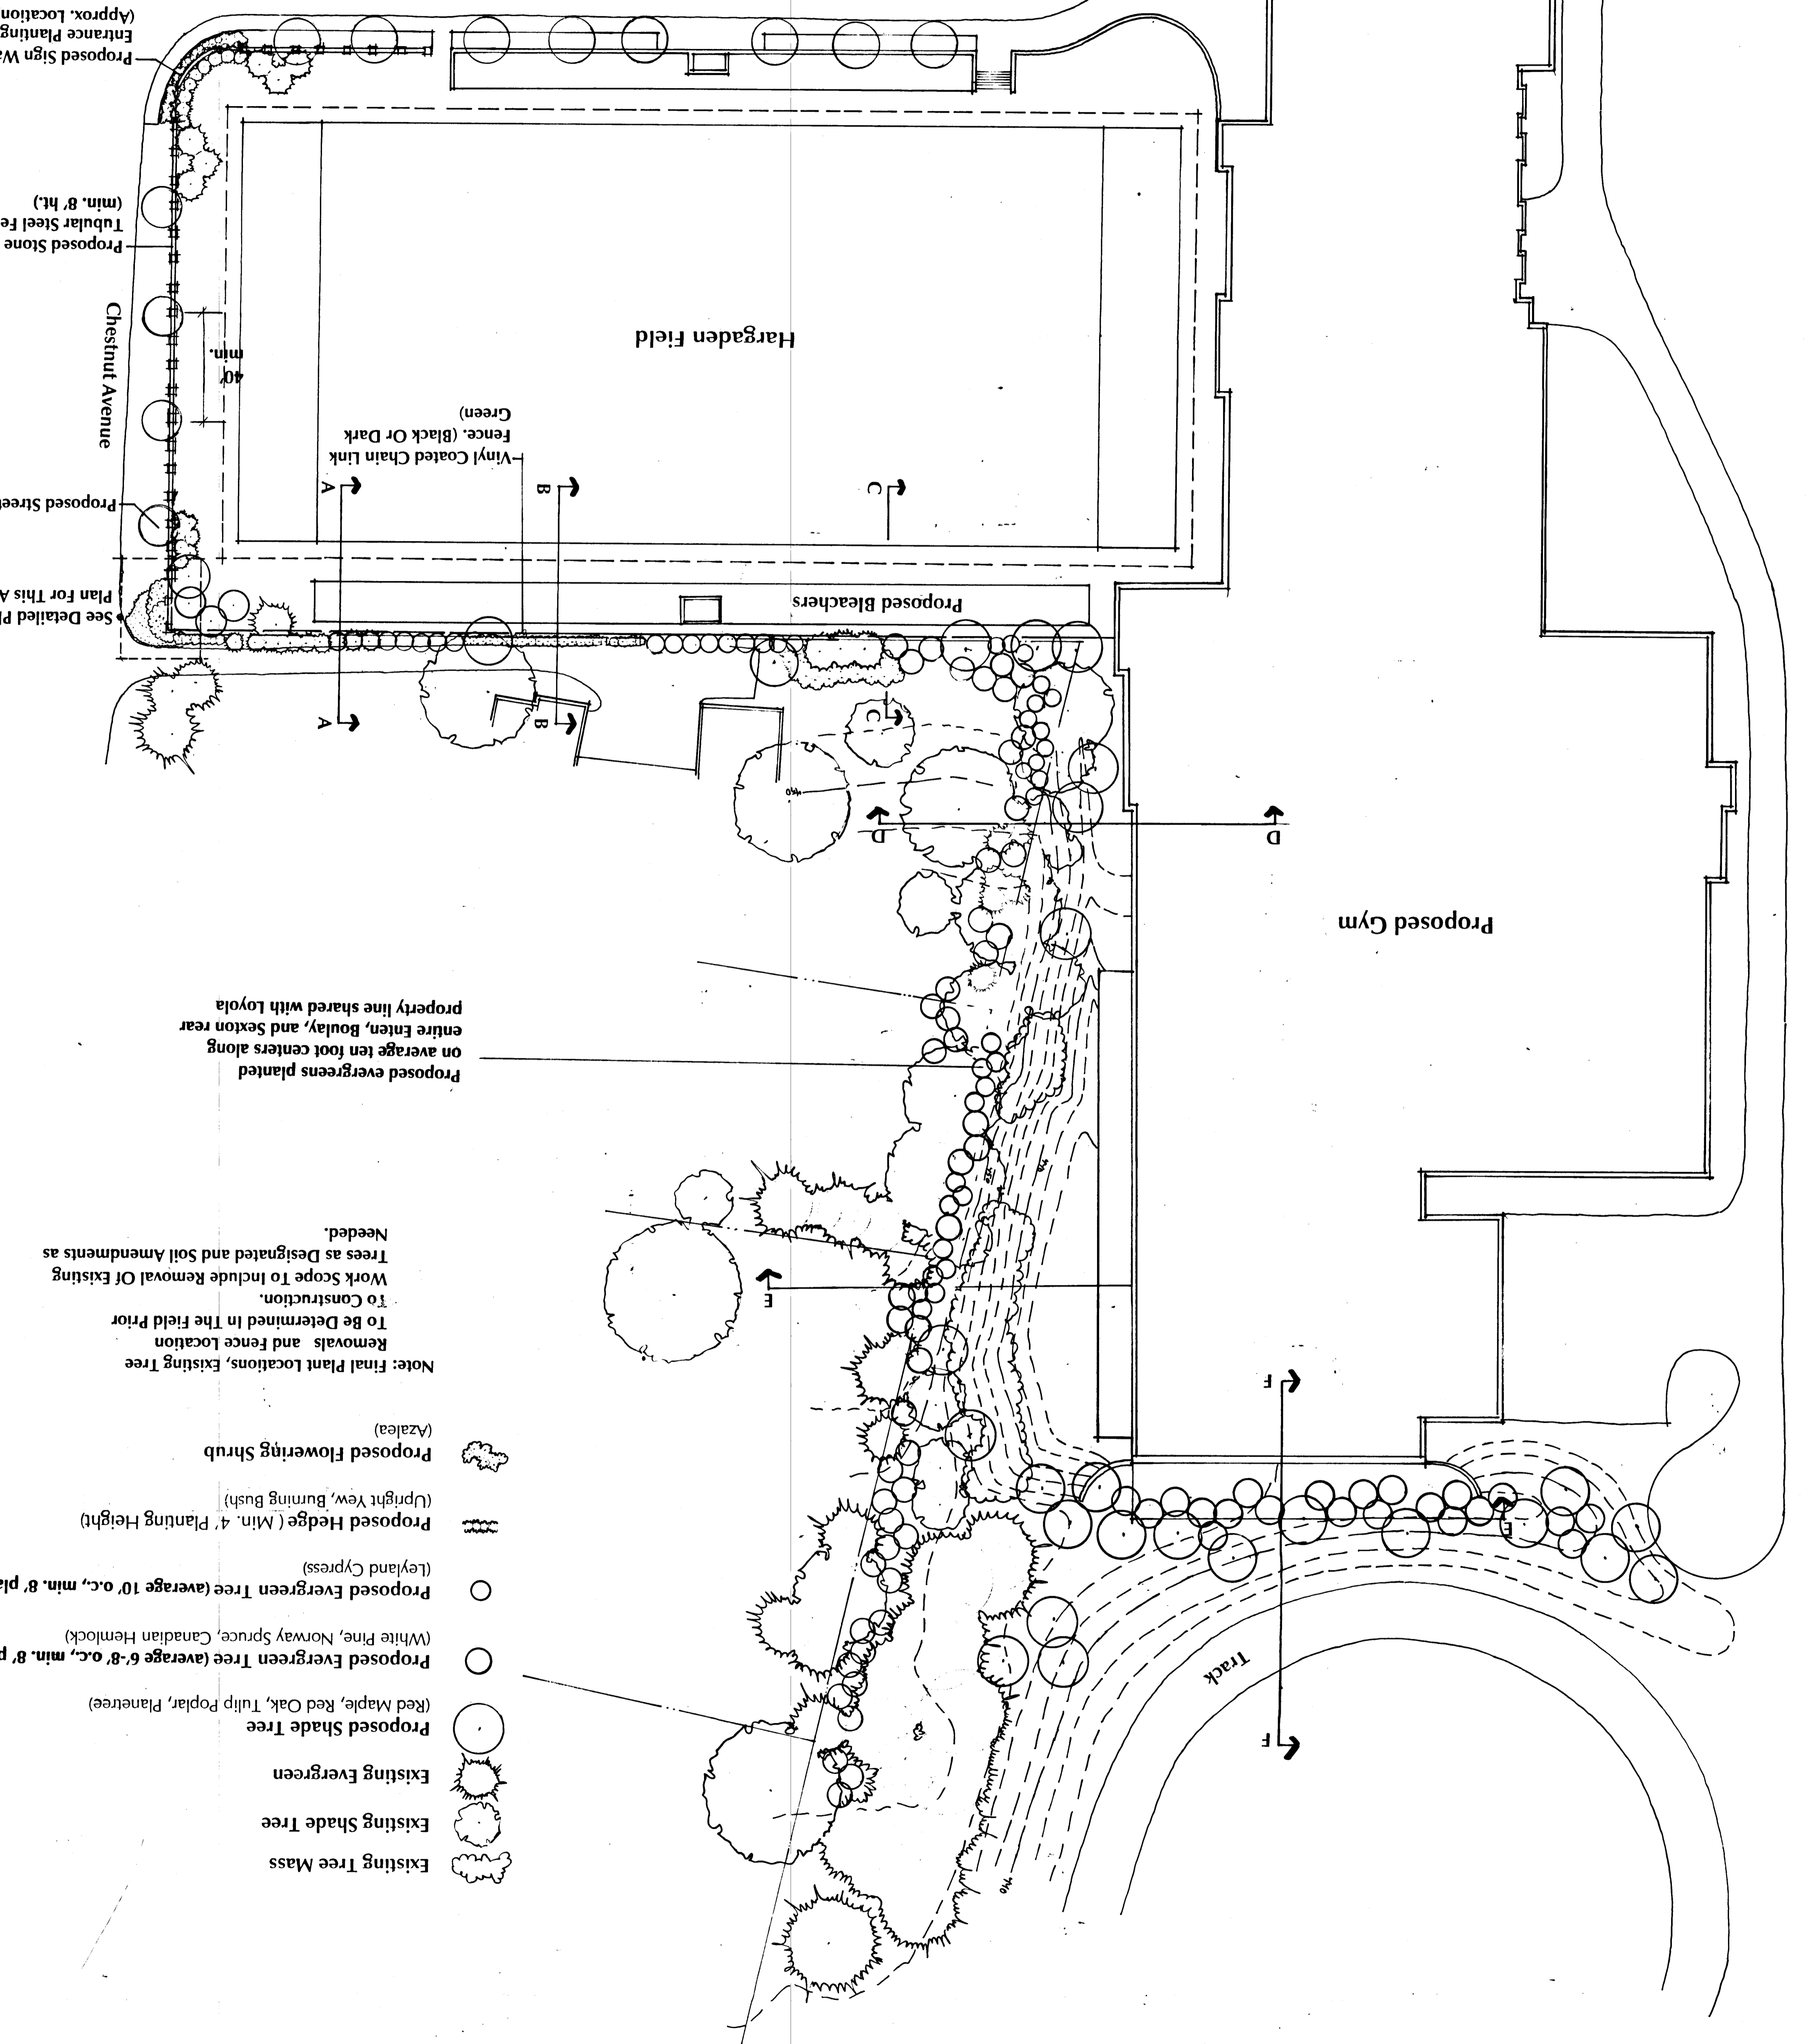 Existing Tree Mass
Existing Shade Tree
Existing Evergreen
Proposed Shade Tree
(Red Maple, Red Oak, Tulip Poplar, Planetree)
Proposed Evergreen Tree (average 6'-8' o.c., min. 8' p
(White Pine, Norway Spruce, Canadian Hemlock)
Proposed Evergreen Tree (average 10' o.c., min. 8' pla
(Leyland Cypress)
Proposed Hedge ( Min. 4' Planting Height)
(Upright Yew, Burning Bush)
Proposed Flowering Shrub
(Azalea)
Note: Final Plant Locations, Existing Tree
Removals and Fence Location
To Be Determined In The Field Prior
To Construction.
Work Scope To Include Removal Of Existing
Trees as Designated and Soil Amendments as
Needed.
Proposed evergreens planted
on average ten foot centers along
entire Enten, Boulay, and Sexton rear
property line shared with Loyola
Track
440
F
F
E
E
440
Proposed Gym
D
D
450
C
C
B
B
A
A
Proposed Bleachers
See Detailed Pl
Plan For This A
Proposed Street
Vinyl Coated Chain Link
Fence. (Black Or Dark
Green)
40'
min.
Chestnut Avenue
Hargaden Field
Proposed Stone
Tubular Steel Fe
(min. 8' ht.)
Proposed Sign Wa
Entrance Planting
(Approx. Location